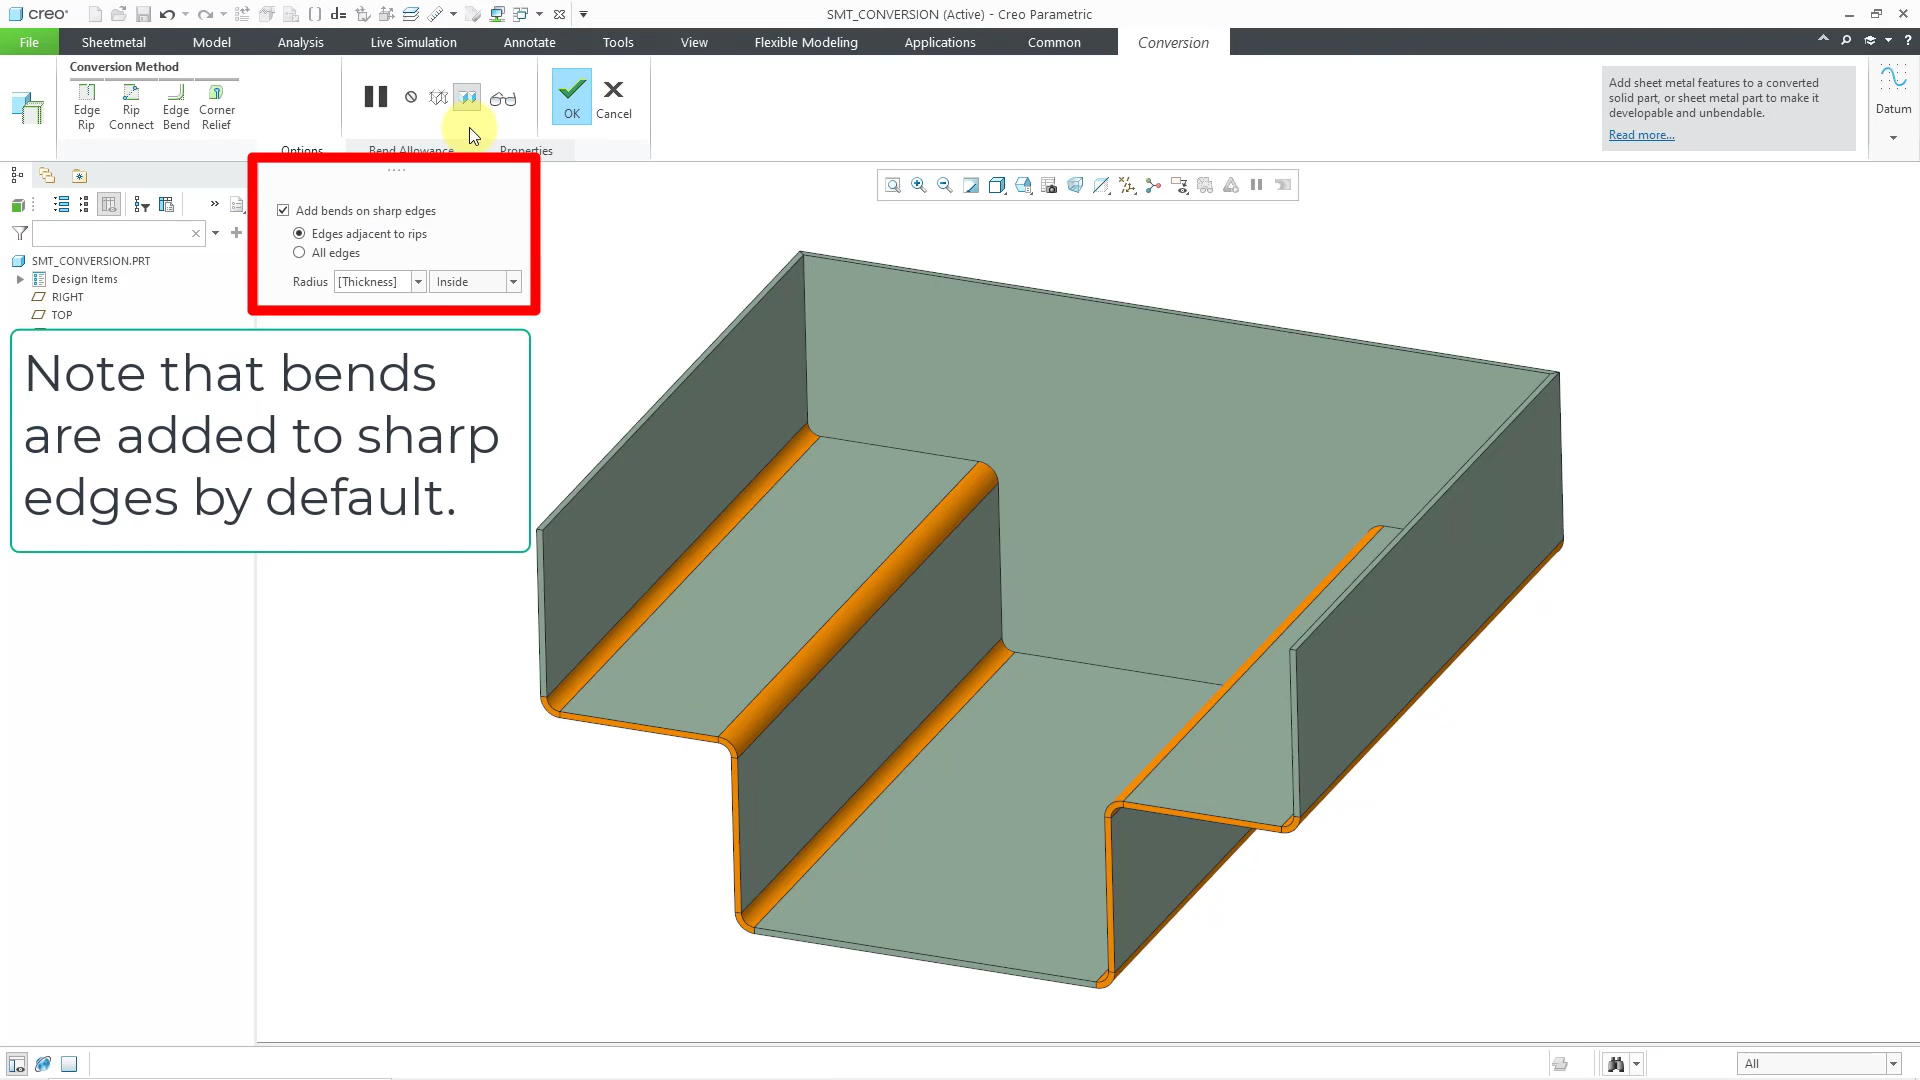 creo
SMT_CONVERSION (Active) - Creo Parametric
File
Sheetmetal
Model
Analysis
Live Simulation
Annotate
Tools
View
Flexible Modeling
Applications
Common
Conversion
Conversion Method
Edge
Rip
Rip
Connect
Edge
Bend
Corner
Relief
OK
Cancel
Options
Bend Allowance
Properties
Add sheet metal features to a converted
solid part, or sheet metal part to make it
developable and unbendable.
Read more...
Datum
Add bends on sharp edges
Edges adjacent to rips
All edges
Radius [Thickness] Inside
SMT_CONVERSION.PRT
Design Items
RIGHT
TOP
Note that bends
are added to sharp
edges by default.
All